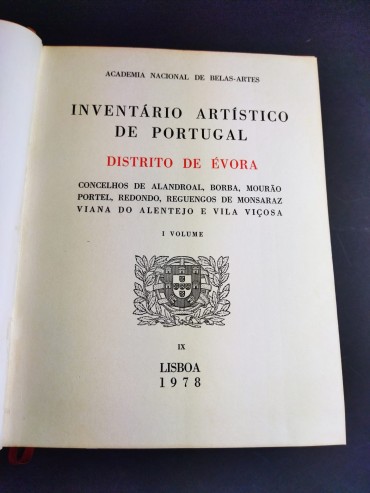 ACADEMIA NACIONAL DE BELAS-ARTES
INVENTÁRIO ARTÍSTICO
DE PORTUGAL
DISTRITO DE ÉVORA
CONCELHOS DE ALANDROAL, BORBA, MOURÃO
PORTEL, REDONDO, REGUENGOS DE MONSARAZ
VIANA DO ALENTEJO E VILA VIÇOSA
I VOLUME
IX
LISBOA
1978